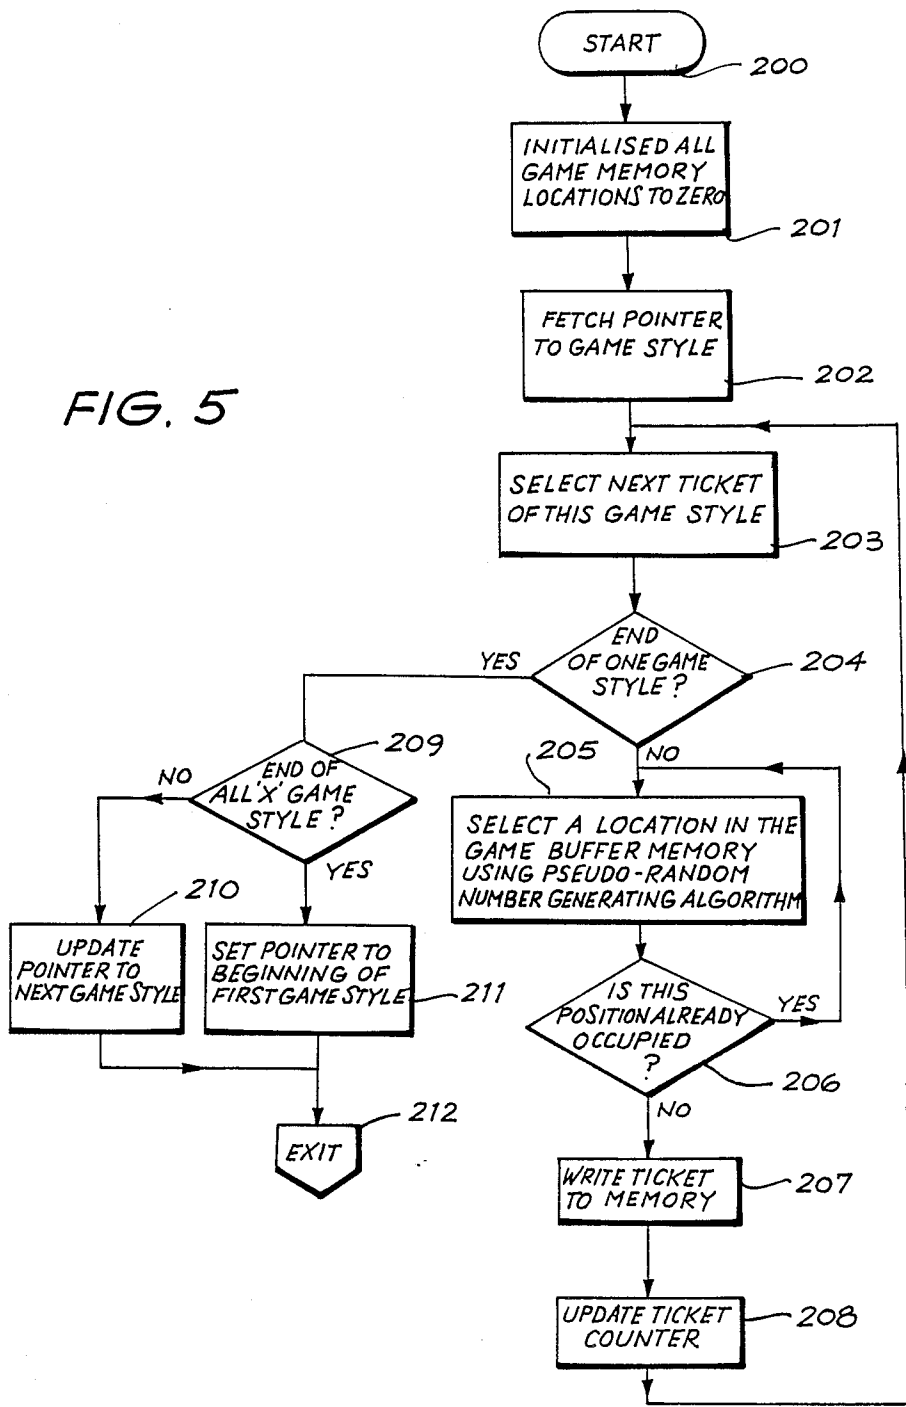 START
200
INITIALISED ALL
GAME MEMORY
LOCATIONS TO ZERO
201
FETCH POINTER
TO GAME STYLE
202
FIG. 5
SELECT NEXT TICKET
OF THIS GAME STYLE
203
END
OF ONE GAME
STYLE ?
204
YES
NO
209
END OF
ALL 'X' GAME
STYLE ?
NO
YES
205
SELECT A LOCATION IN THE
GAME BUFFER MEMORY
USING PSEUDO-RANDOM
NUMBER GENERATING ALGORITHM
210
UPDATE
POINTER TO
NEXT GAME STYLE
SET POINTER TO
BEGINNING OF
FIRST GAME STYLE
211
IS THIS
POSITION ALREADY
OCCUPIED
?
YES
206
NO
212
EXIT
WRITE TICKET
TO MEMORY
207
UPDATE TICKET
COUNTER
208